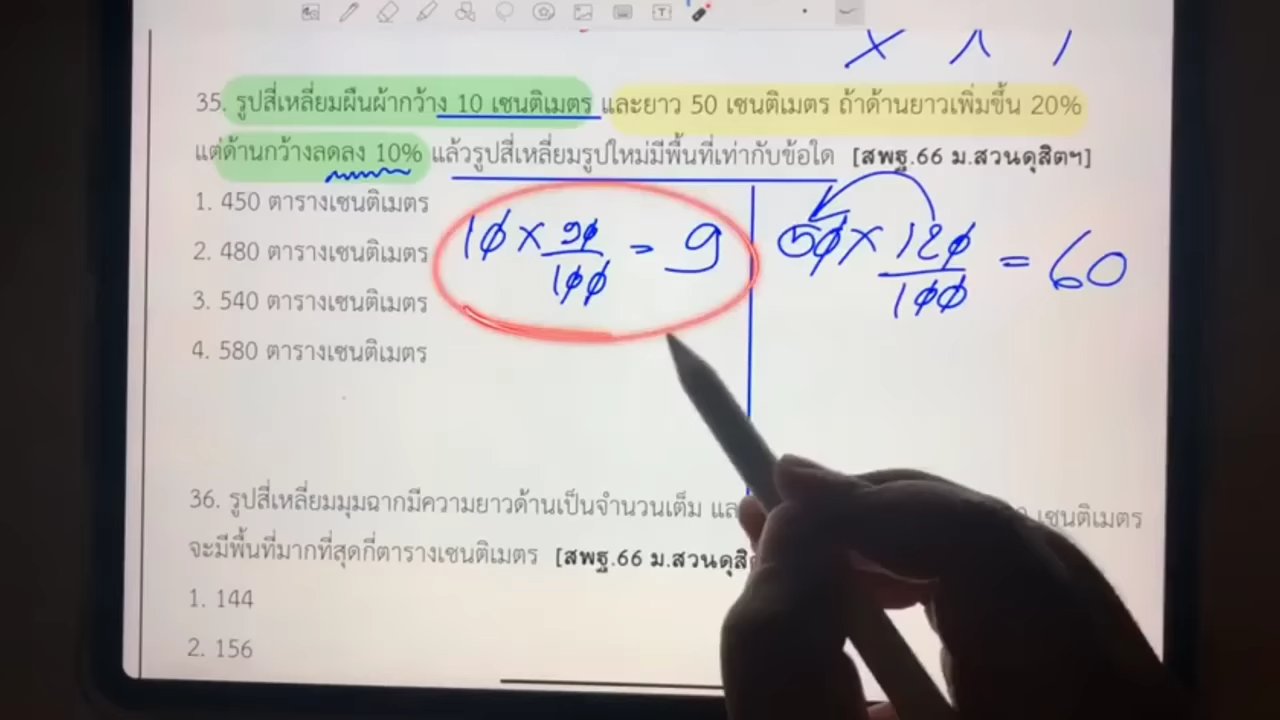 35. รูปสี่เหลี่ยมผืนผ้ากว้าง 10 เซนติเมตร และยาว 50 เซนติเมตร ถ้าด้านยาวเพิ่มขึ้น 20%
แต่ด้านกว้างลดลง 10% แล้วรูปสี่เหลี่ยมรูปใหม่มีพื้นที่เท่ากับข้อใด [สพฐ.66 ม.สวนดุสิตฯ]
1. 450 ตารางเซนติเมตร
2. 480 ตารางเซนติเมตร
3. 540 ตารางเซนติเมตร
4. 580 ตารางเซนติเมตร
10 × 90/100 = 9
50 × 120/100 = 60
36. รูปสี่เหลี่ยมมุมฉากมีความยาวด้านเป็นจำนวนเต็ม เซนติเมตร
จะมีพื้นที่มากที่สุดกี่ตารางเซนติเมตร [สพฐ.66 ม.สวนดุสิ
1. 144
2. 156